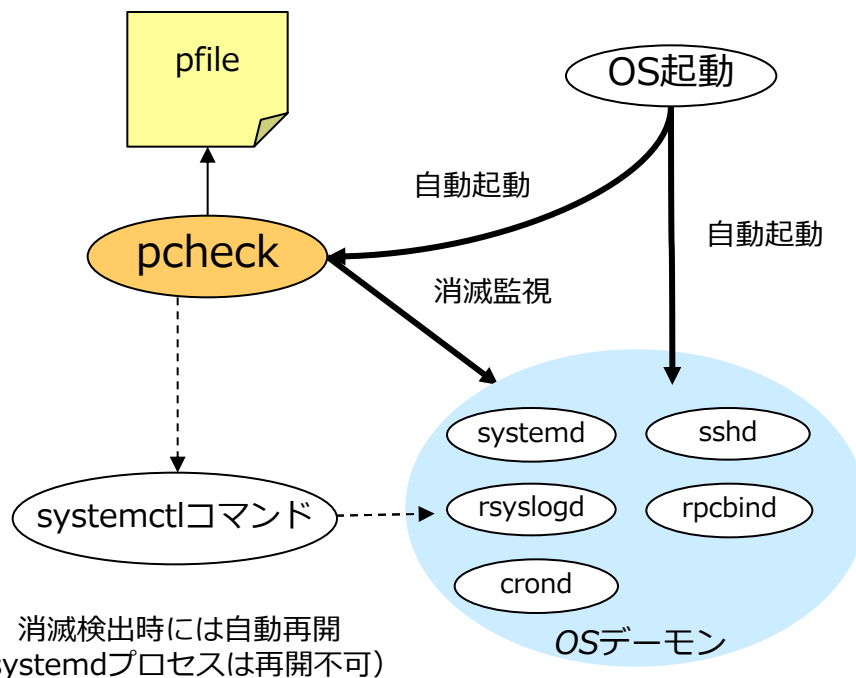 pfile
OS起動
自動起動
pcheck
自動起動
消滅監視
systemd
sshd
systemctlコマンド
rsyslogd
rpcbind
crond
消滅検出時には自動再開
systemdプロセスは再開不可）
OSデーモン